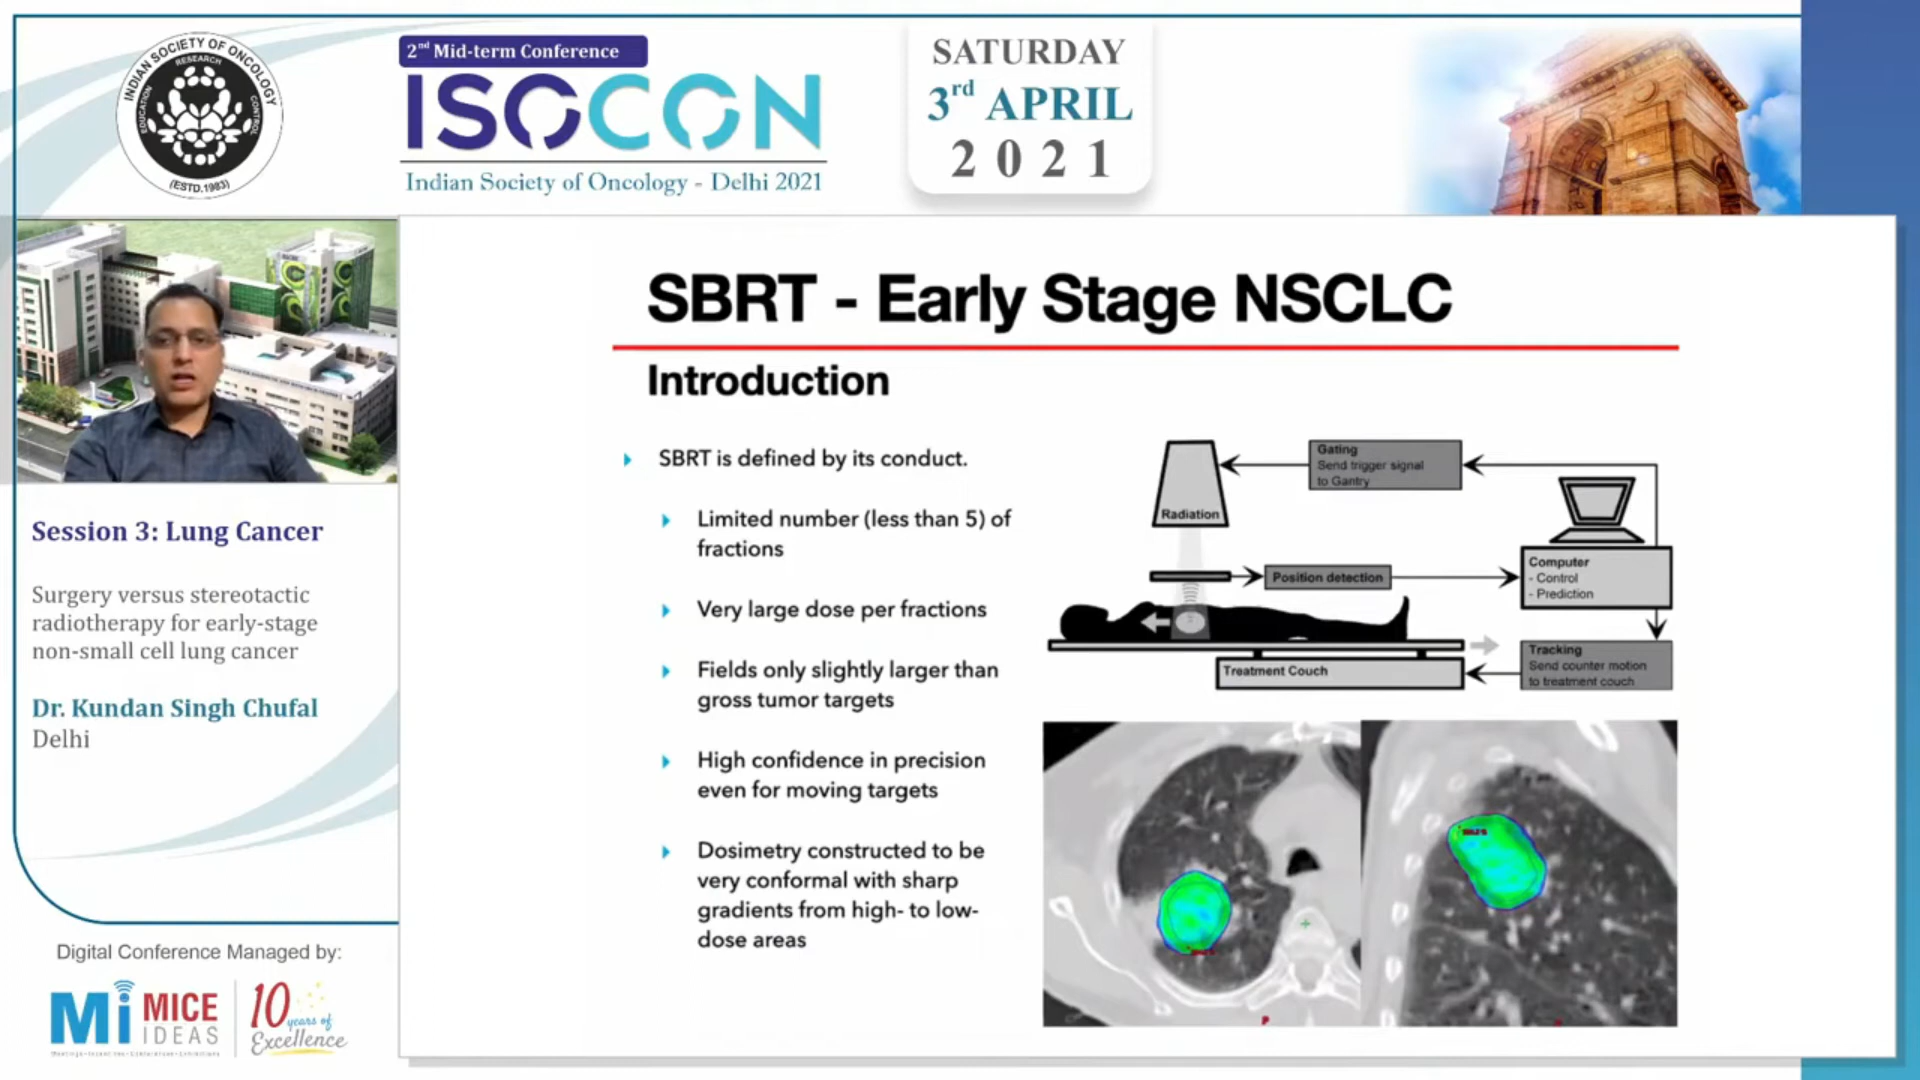 INDIAN SOCIETY OF ONCOLOGY
RESEARCH
EDUCATION
CONTROL
(ESTD.1983)
2nd Mid-term Conference
ISOCON
Indian Society of Oncology - Delhi 2021
SATURDAY
3rd APRIL
2021
Session 3: Lung Cancer
Surgery versus stereotactic
radiotherapy for early-stage
non-small cell lung cancer
Dr. Kundan Singh Chufal
Delhi
Digital Conference Managed by:
Mi MICE
IDEAS
10
years of
Excellence
SBRT - Early Stage NSCLC
Introduction
SBRT is defined by its conduct.
Limited number (less than 5) of
fractions
Very large dose per fractions
Fields only slightly larger than
gross tumor targets
High confidence in precision
even for moving targets
Dosimetry constructed to be
very conformal with sharp
gradients from high- to low-
dose areas
Radiation
Gating
Send trigger signal
to Gantry
Position detection
Computer
- Control
- Prediction
Tracking
Send counter motion
to treatment couch
Treatment Couch
P